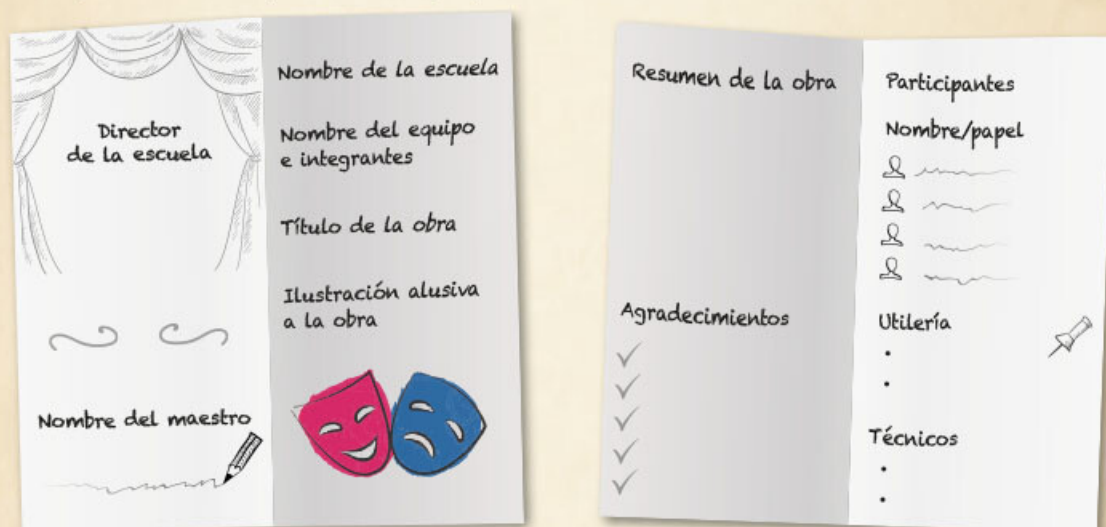 Director
de la escuela
Nombre del maestro
Nombre de la escuela
Nombre del equipo
e integrantes
Título de la obra
Ilustración alusiva
a la obra
Resumen de la obra
Agradecimientos
Participantes
Nombre/papel
Utilería
Técnicos